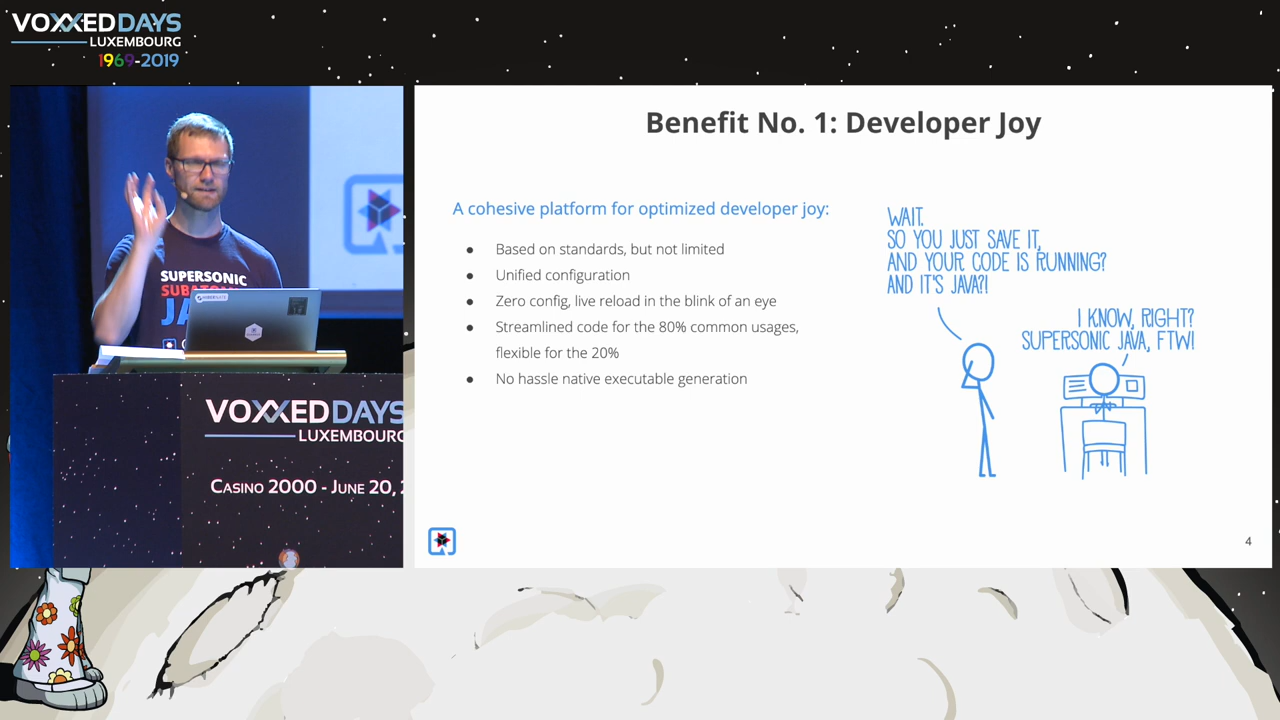 VOXXEDDAYS
LUXEMBOURG
1969-2019
SUPERSONIC
HIBERNATE
VOXXEDDAYS
LUXEMBOURG
CASINO 2000 - JUNE 20,
Benefit No. 1: Developer Joy
A cohesive platform for optimized developer joy:
● Based on standards, but not limited
● Unified configuration
● Zero config, live reload in the blink of an eye
● Streamlined code for the 80% common usages,
flexible for the 20%
● No hassle native executable generation
WAIT.
SO YOU JUST SAVE IT,
AND YOUR CODE IS RUNNING?
AND IT'S JAVA?!
I KNOW, RIGHT?
SUPERSONIC JAVA, FTW!
4